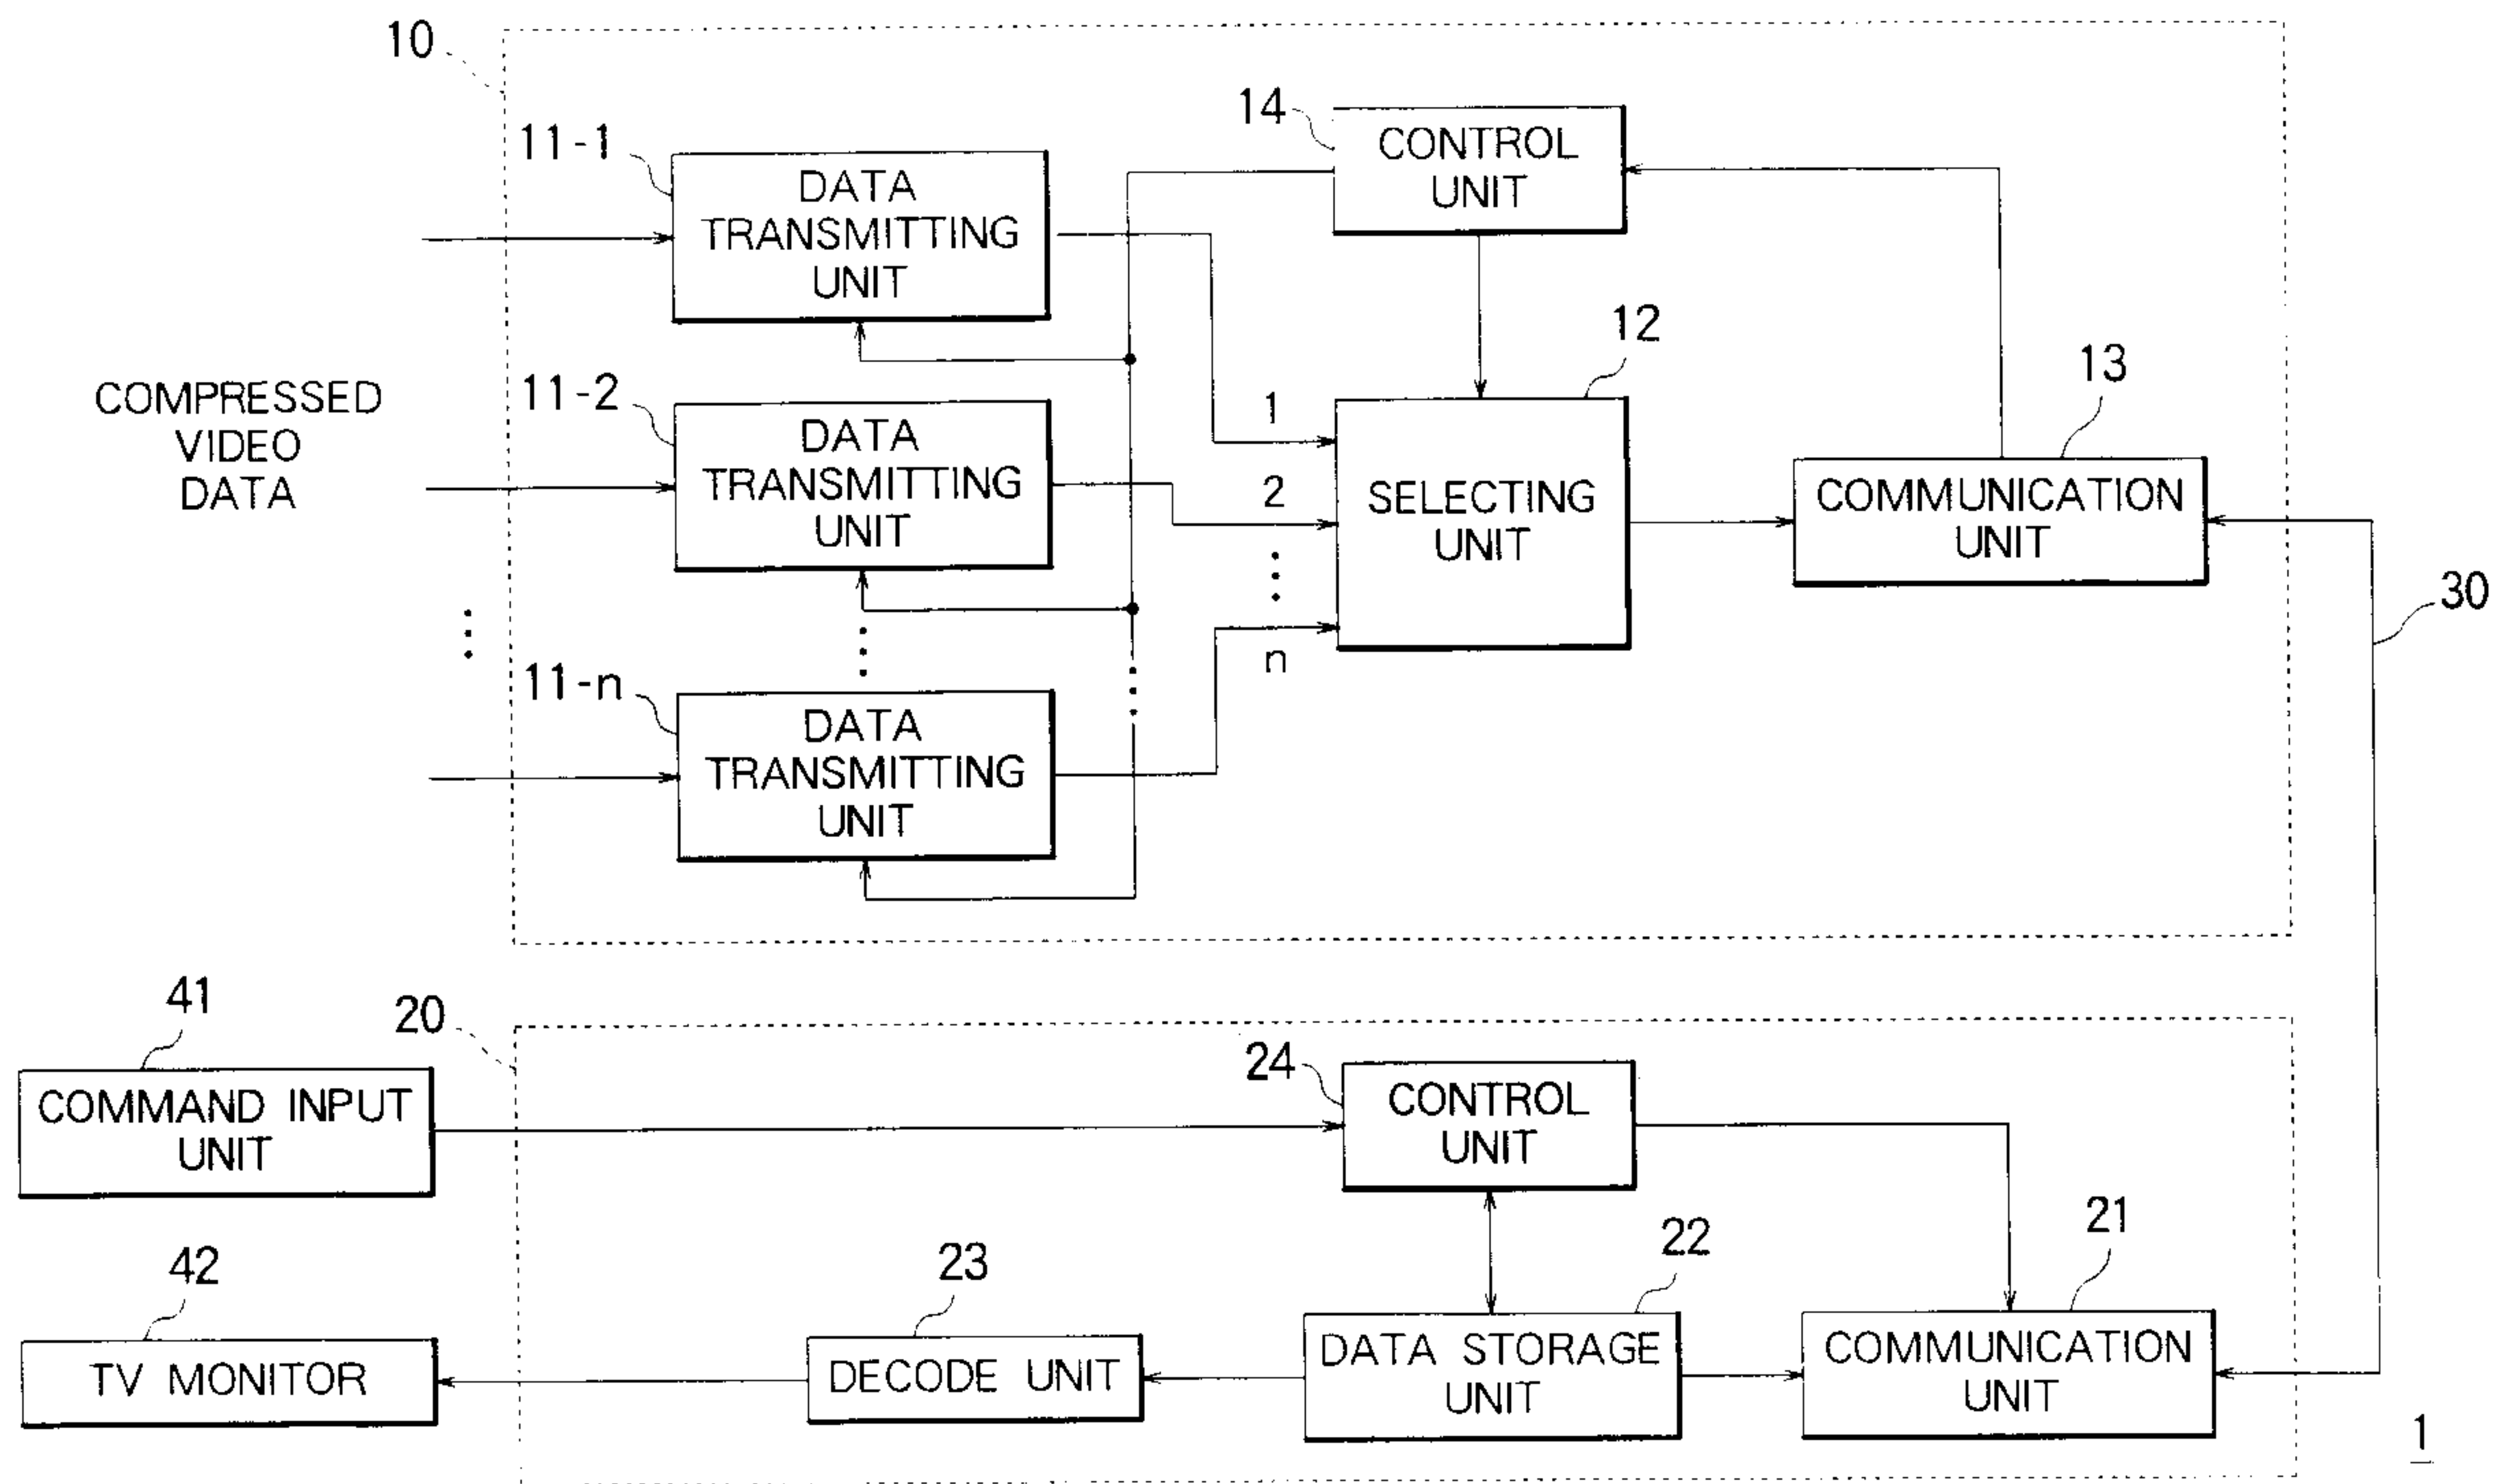 10
14
CONTROL
UNIT
11-1
DATA
TRANSMITTING
UNIT
12
13
11-2
COMPRESSED
VIDEO
DATA
DATA
TRANSMITTING
UNIT
1
2
n
SELECTING
UNIT
COMMUNICATION
UNIT
30
11-n
DATA
TRANSMITTING
UNIT
41
20
24
COMMAND INPUT
UNIT
CONTROL
UNIT
42
23
22
21
TV MONITOR
DECODE UNIT
DATA STORAGE
UNIT
COMMUNICATION
UNIT
1